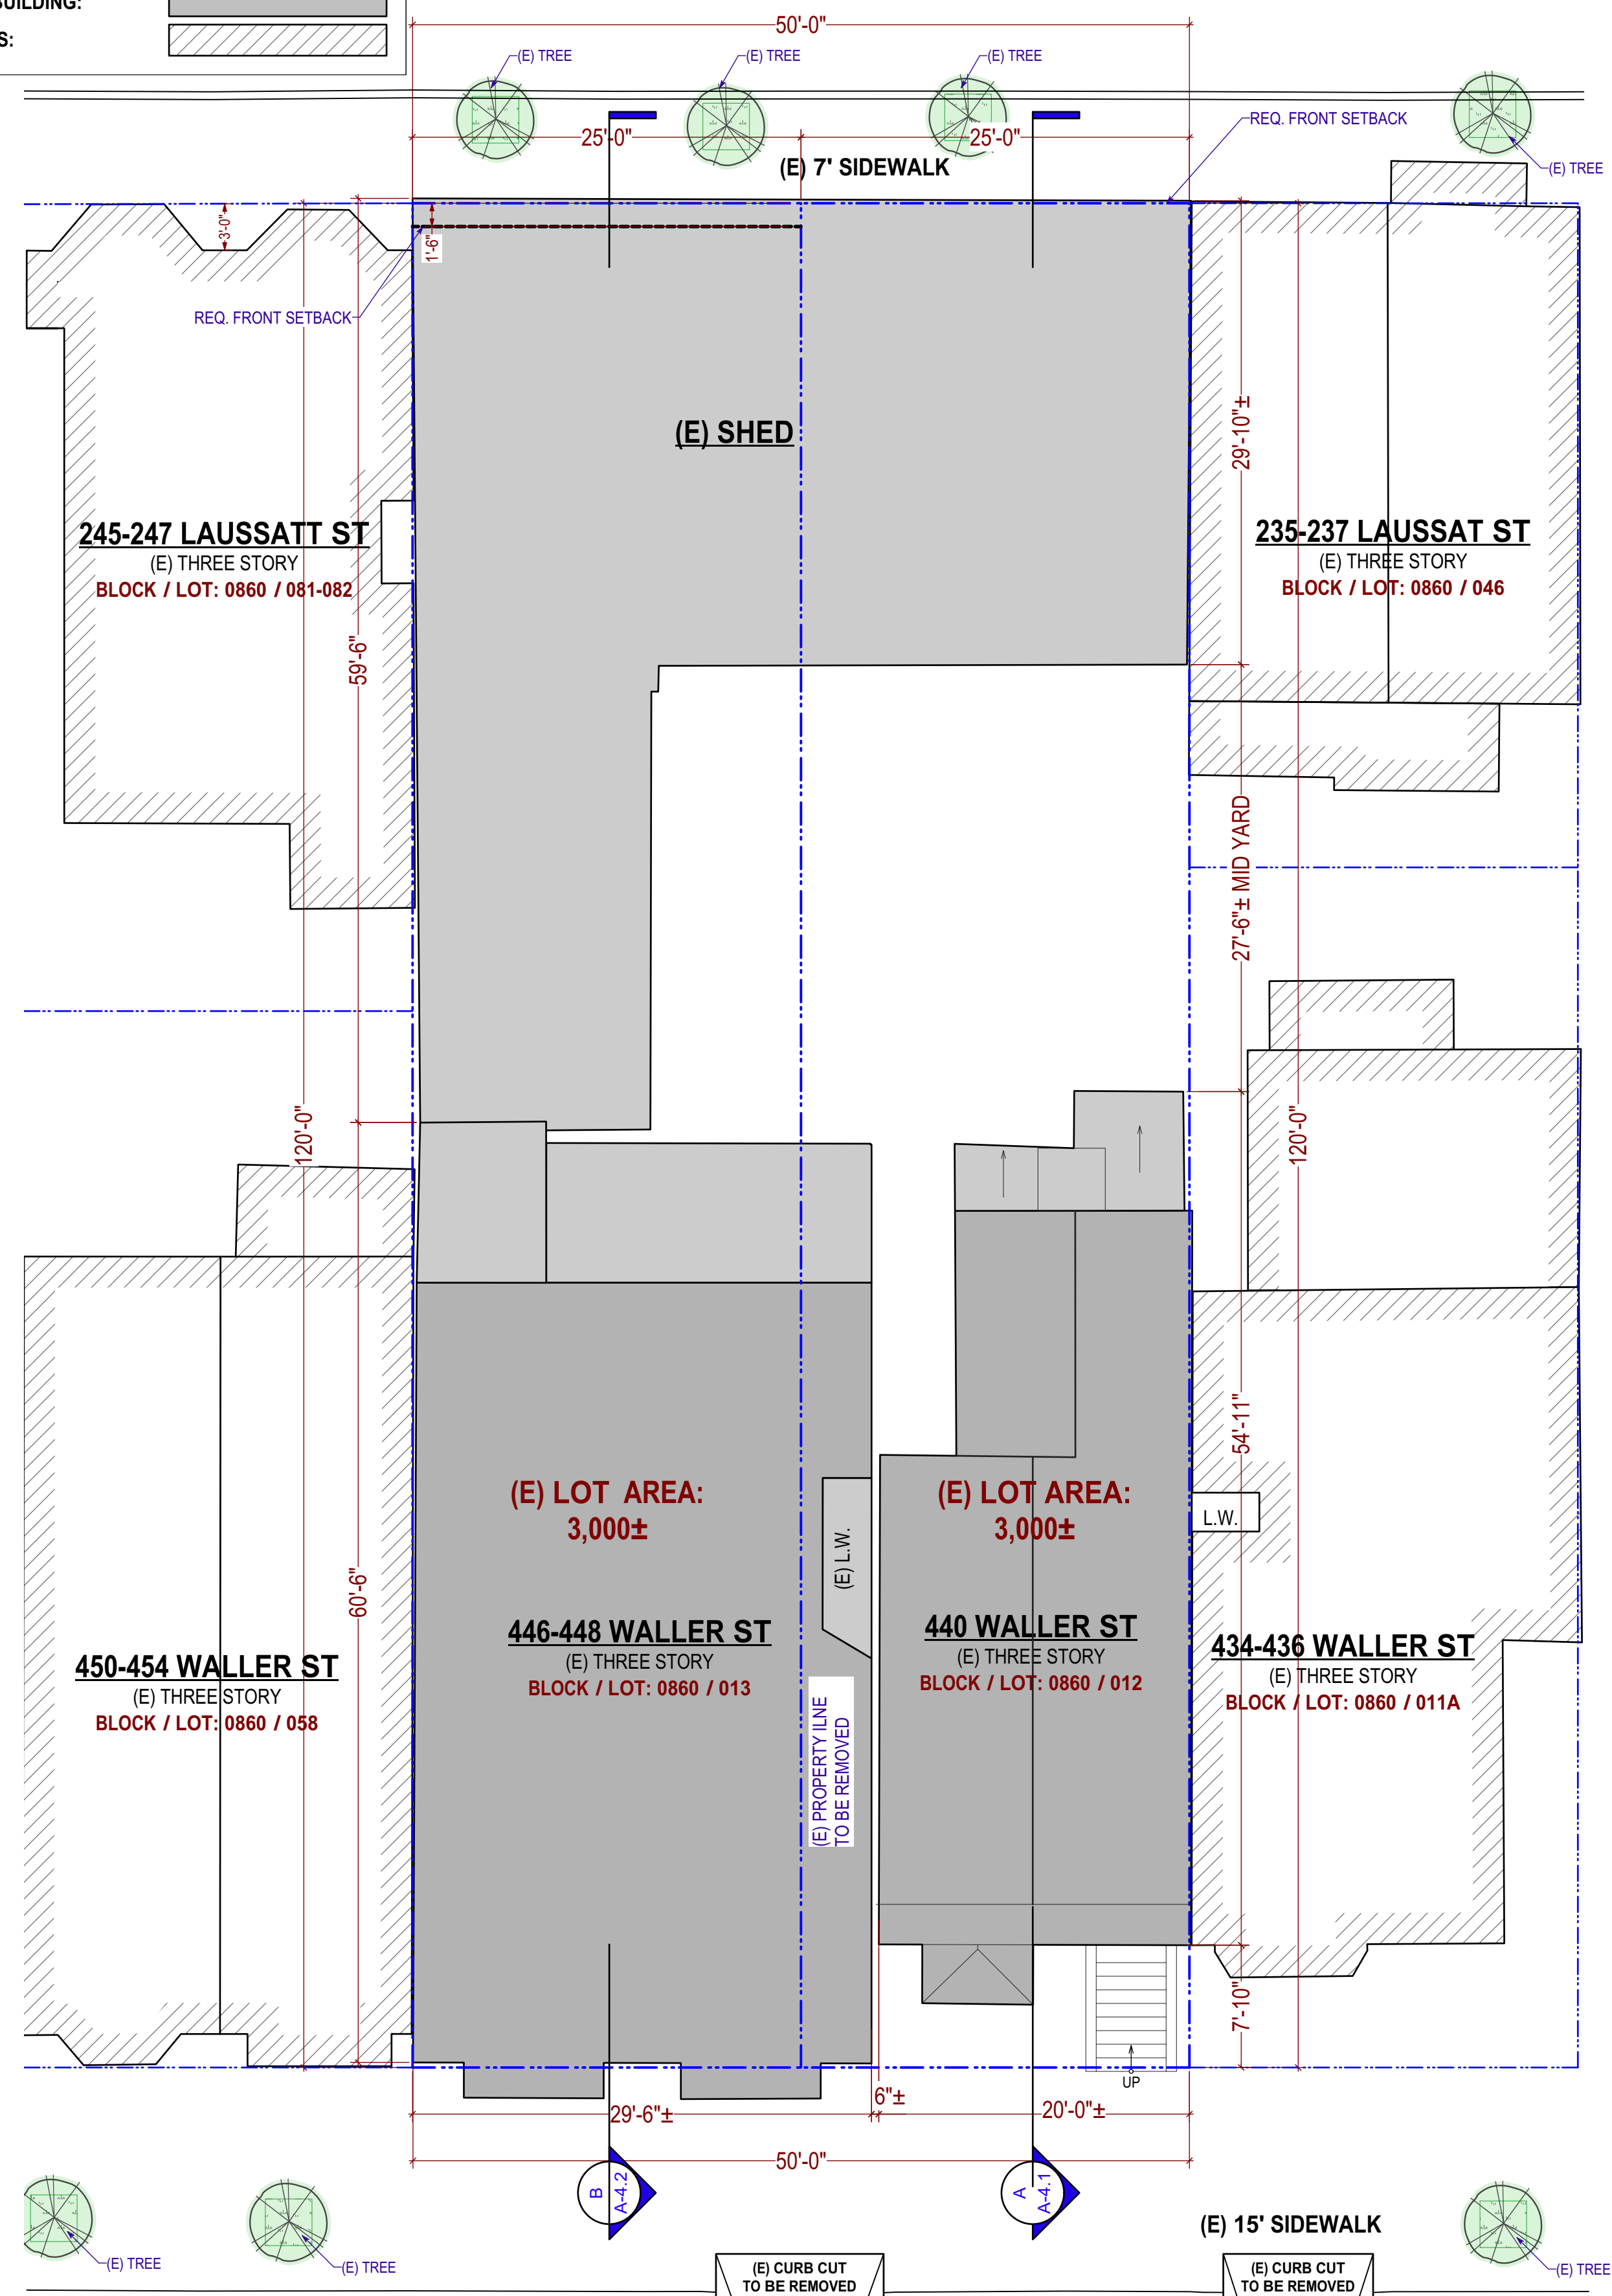 BUILDING:
S:
50'-0"
(E) TREE
(E) TREE
(E) TREE
REQ. FRONT SETBACK
25'-0"
25'-0"
(E) 7' SIDEWALK
(E) TREE
3'-0"
1'-6"
REQ. FRONT SETBACK
(E) SHED
29'-10"±
245-247 LAUSSATT ST
(E) THREE STORY
BLOCK / LOT: 0860 / 081-082
235-237 LAUSSAT ST
(E) THREE STORY
BLOCK / LOT: 0860 / 046
59'-6"
27'-6"± MID YARD
120'-0"
120'-0"
54'-11"
(E) LOT AREA:
3,000±
(E) LOT AREA:
3,000±
L.W.
(E) L.W.
60'-6"
446-448 WALLER ST
(E) THREE STORY
BLOCK / LOT: 0860 / 013
440 WALLER ST
(E) THREE STORY
BLOCK / LOT: 0860 / 012
434-436 WALLER ST
(E) THREE STORY
BLOCK / LOT: 0860 / 011A
450-454 WALLER ST
(E) THREE STORY
BLOCK / LOT: 0860 / 058
(E) PROPERTY ILNE
TO BE REMOVED
7'-10"
UP
29'-6"±
6"±
20'-0"±
50'-0"
B
A-4.2
A
A-4.1
(E) 15' SIDEWALK
(E) TREE
(E) TREE
(E) TREE
(E) CURB CUT
TO BE REMOVED
(E) CURB CUT
TO BE REMOVED